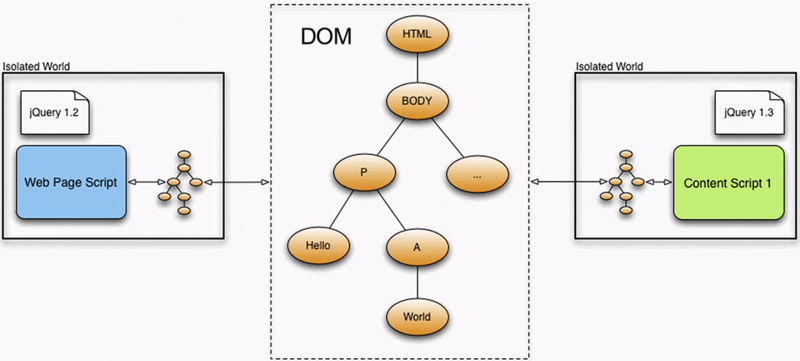 Isolated World
jQuery 1.2
Web Page Script
DOM
HTML
BODY
P
...
Hello
A
World
Isolated World
jQuery 1.3
Content Script 1